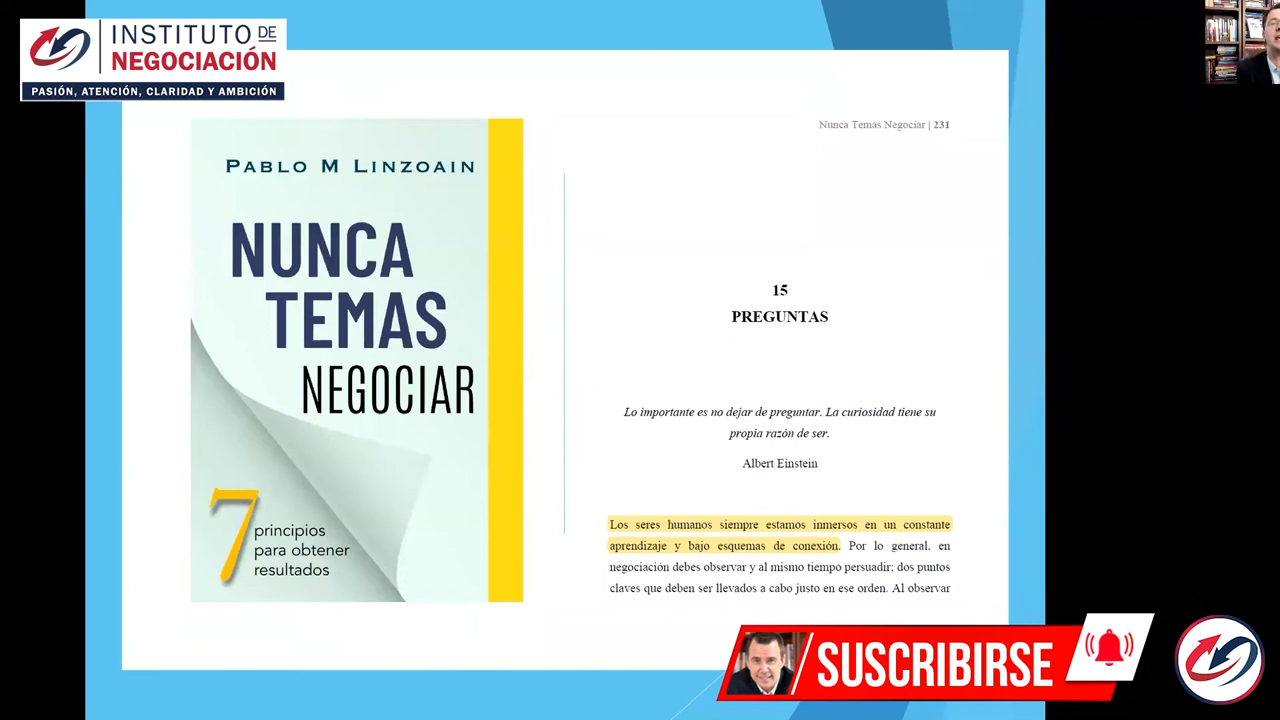 INSTITUTO DE
NEGOCIACIÓN
PASIÓN, ATENCIÓN, CLARIDAD Y AMBICIÓN
PABLO M LINZOAIN
NUNCA
TEMAS
NEGOCIAR
7 principios
para obtener
resultados
Nunca Temas Negociar | 231
15
PREGUNTAS
Lo importante es no dejar de preguntar. La curiosidad tiene su
propia razón de ser.
Albert Einstein
Los seres humanos siempre estamos inmersos en un constante
aprendizaje y bajo esquemas de conexión. Por lo general, en
negociación debes observar y al mismo tiempo persuadir; dos puntos
claves que deben ser llevados a cabo justo en ese orden. Al observar
SUSCRIBIRSE